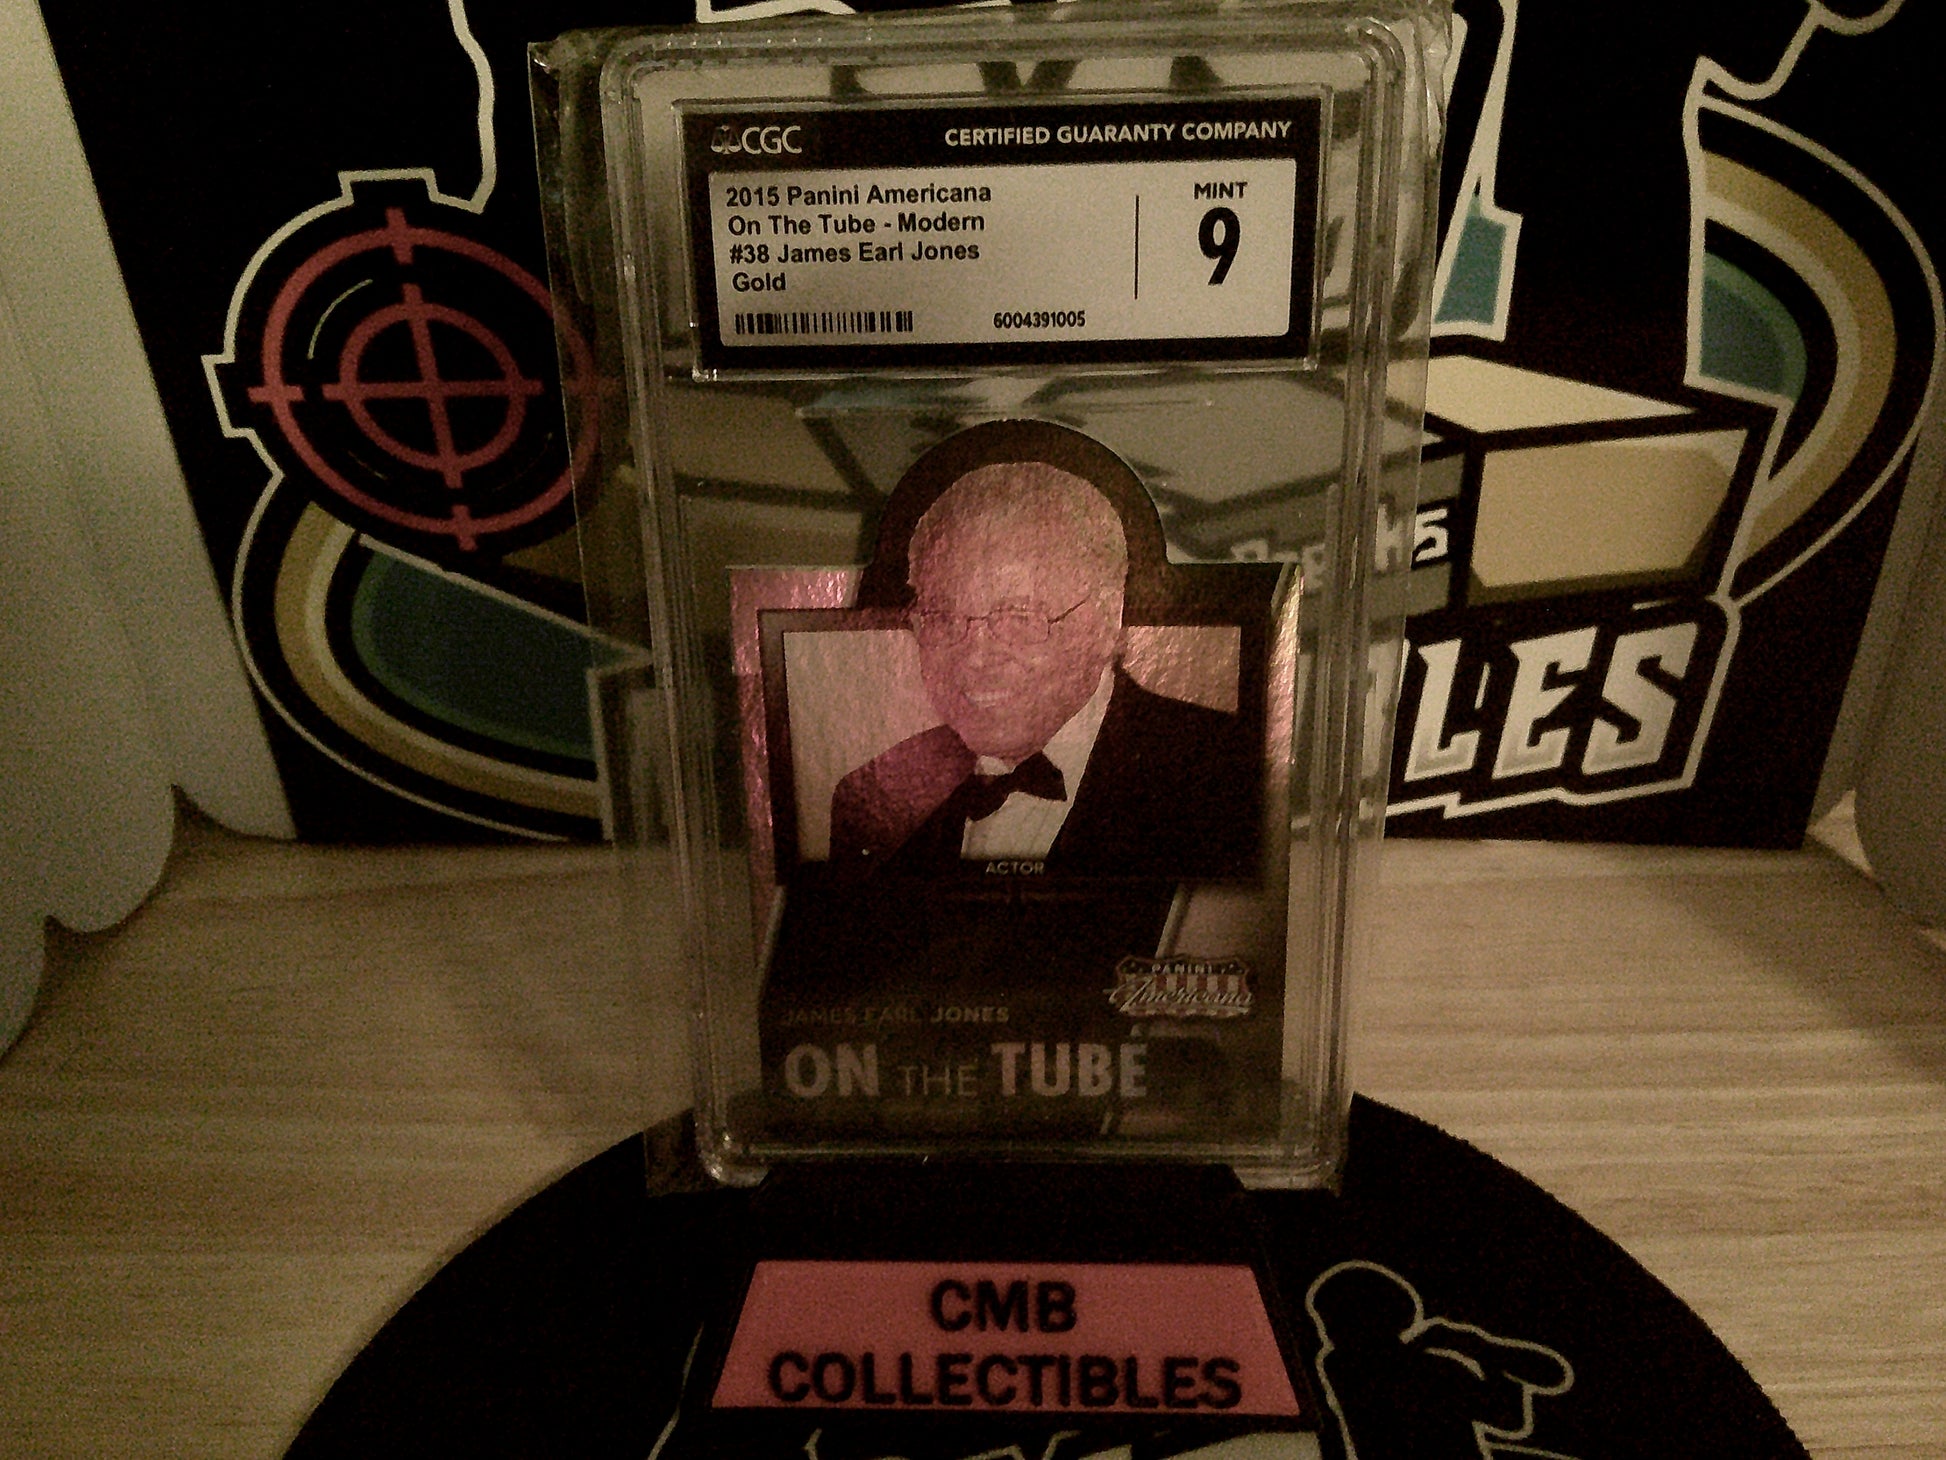 CGC
CERTIFIED GUARANTY COMPANY
2015 Panini Americana
On The Tube - Modern
#38 James Earl Jones
Gold
MINT
9
6004391005
ACTOR
PANINI
Americana
JAMES EARL JONES
ON THE TUBE
CMB
COLLECTIBLES